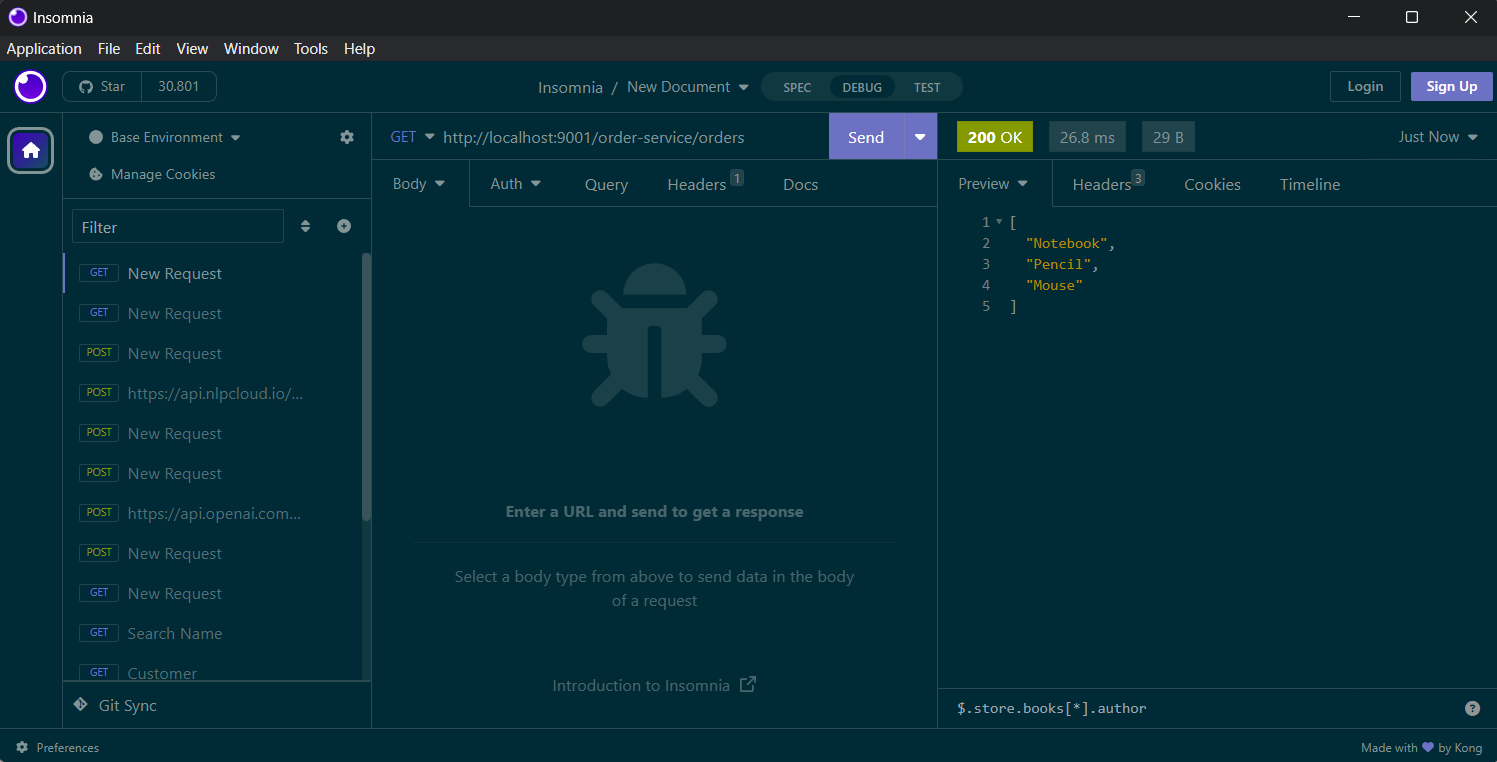 Insomnia
Application File Edit View Window Tools Help
Star 30.801
Insomnia / New Document
SPEC DEBUG TEST
Login Sign Up
Base Environment
Manage Cookies
Filter
GET New Request
GET New Request
POST New Request
POST https://api.nlpcloud.io/...
POST New Request
POST New Request
POST https://api.openai.com...
POST New Request
GET New Request
GET Search Name
GET Customer
Git Sync
GET http://localhost:9001/order-service/orders Send
Body Auth Query Headers 1 Docs
Enter a URL and send to get a response
Select a body type from above to send data in the body
of a request
Introduction to Insomnia
200 OK 26.8 ms 29 B Just Now
Preview Headers 3 Cookies Timeline
1 [
2 "Notebook",
3 "Pencil",
4 "Mouse"
5 ]
$.store.books[*].author ?
Preferences
Made with 💜 by Kong